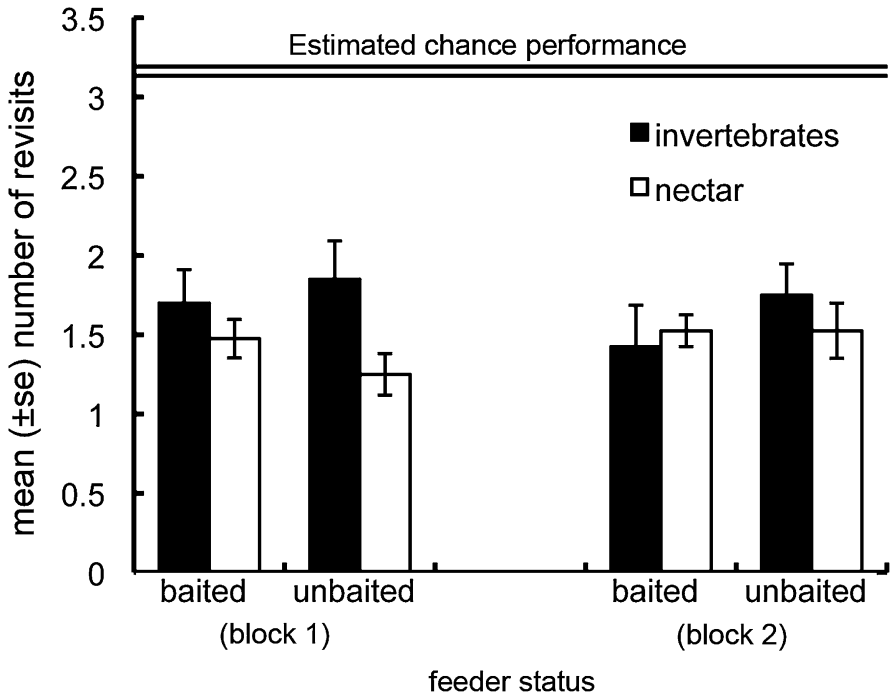 3.5
Estimated chance performance
3
invertebrates
2.5
nectar
2
1.5
1
0.5
0
mean (±se) number of revisits
baited unbaited baited unbaited
(block 1) (block 2)
feeder status